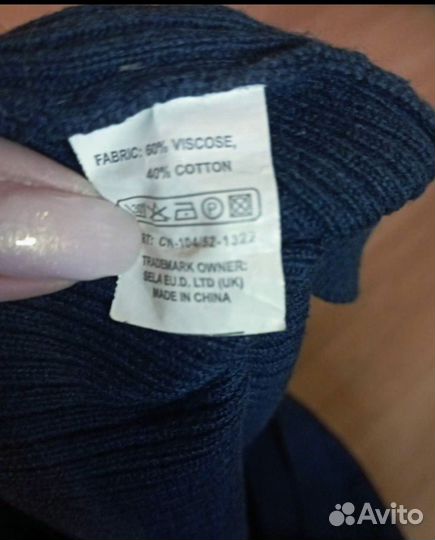 FABRIC: 60% VISCOSE,
40% COTTON
P
RT: CN-104/52-1322
TRADEMARK OWNER:
SELA EU.D. LTD (UK)
MADE IN CHINA
Avito